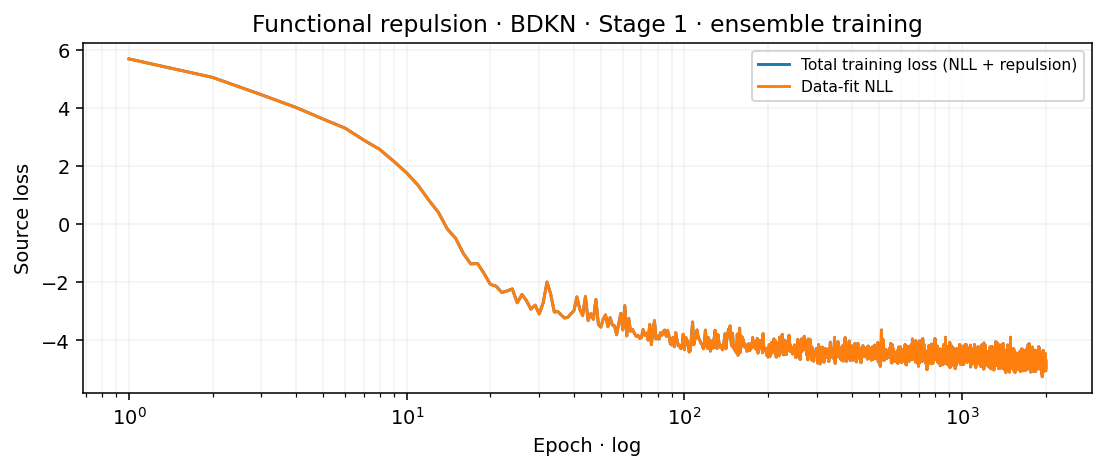 Functional repulsion · BDKN · Stage 1 · ensemble training
Total training loss (NLL + repulsion)
Data-fit NLL
Source loss
6
4
2
0
−2
−4
10⁰
10¹
10²
10³
Epoch · log